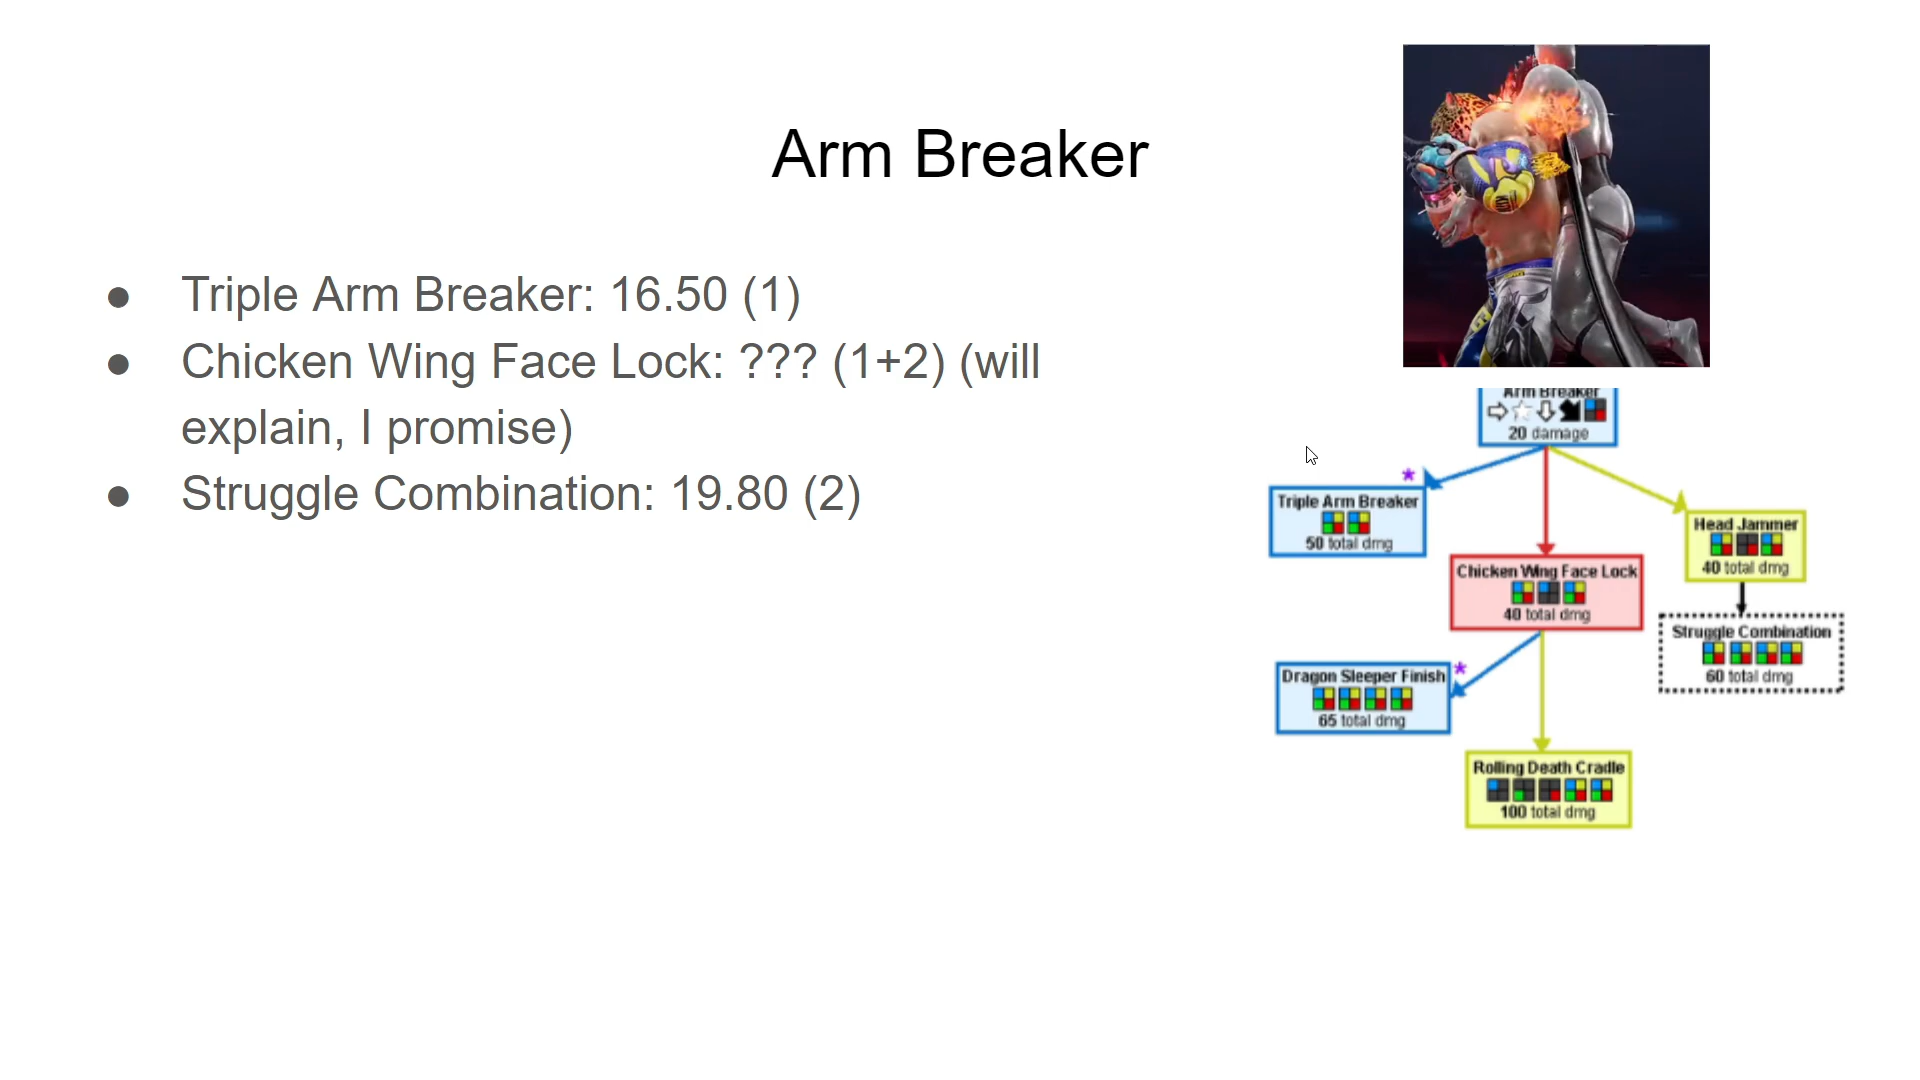 Arm Breaker
Triple Arm Breaker: 16.50 (1)
Chicken Wing Face Lock: ??? (1+2) (will
explain, I promise)
Struggle Combination: 19.80 (2)
Arm Breaker
20 damage
*
Triple Arm Breaker
50 total dmg
Head Jammer
40 total dmg
Chicken Wing Face Lock
40 total dmg
Struggle Combination
60 total dmg
*
Dragon Sleeper Finish
65 total dmg
Rolling Death Cradle
100 total dmg